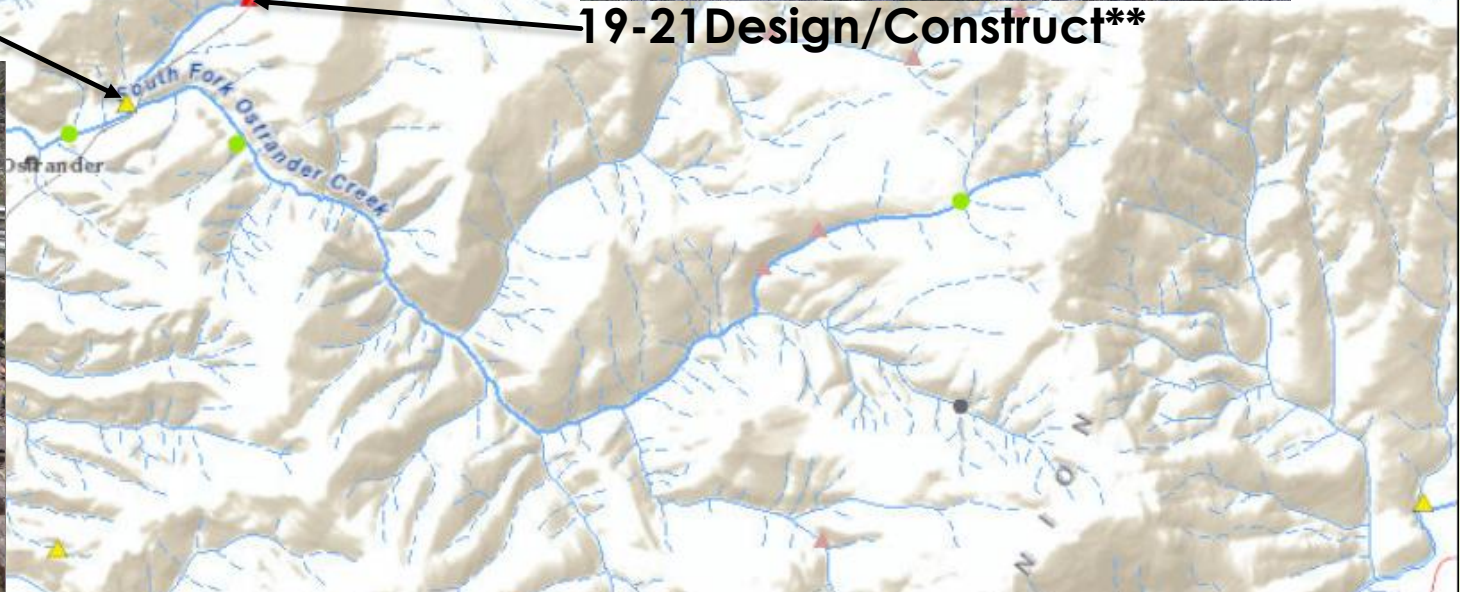 19-21Design/Construct**
South Fork Ostrander Creek
Ostrander
N I O N